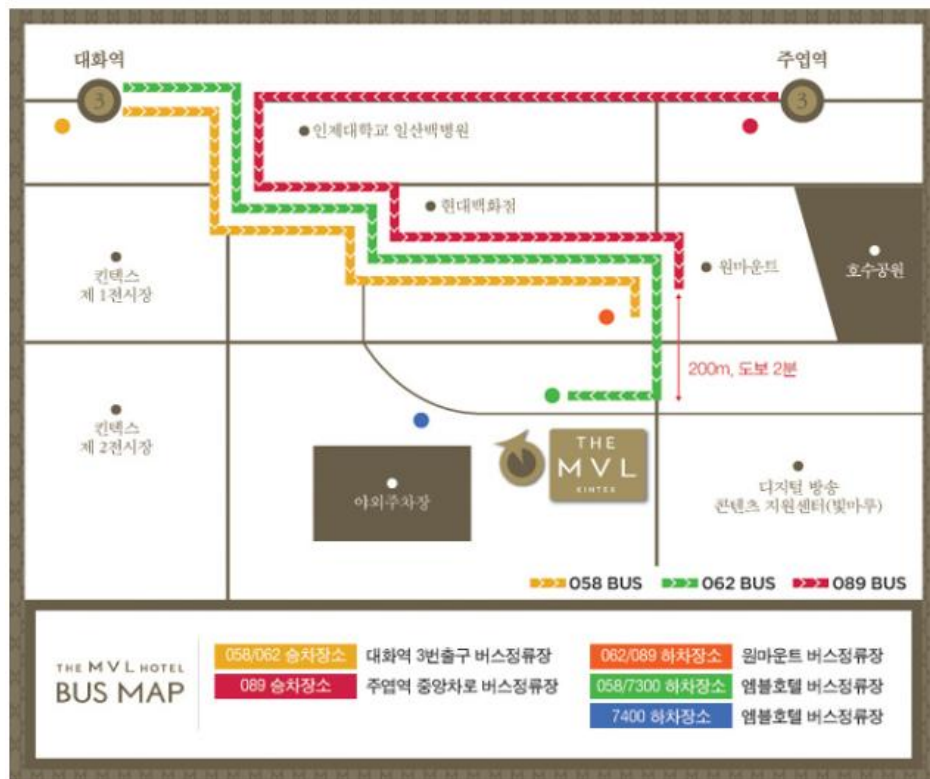 대화역
주엽역
3
3
인제대학교 일산백병원
현대백화점
킨텍스
제 1전시장
원마운트
호수공원
200m, 도보 2분
킨텍스
제 2전시장
THE
MVL
KINTEX
야외주차장
디지털 방송
콘텐츠 지원센터(빛마루)
058 BUS
062 BUS
089 BUS
THE MVL HOTEL
BUS MAP
058/062 승차장소 대화역 3번출구 버스정류장
089 승차장소 주엽역 중앙차로 버스정류장
062/089 하차장소 원마운트 버스정류장
058/7300 하차장소 엠블호텔 버스정류장
7400 하차장소 엠블호텔 버스정류장